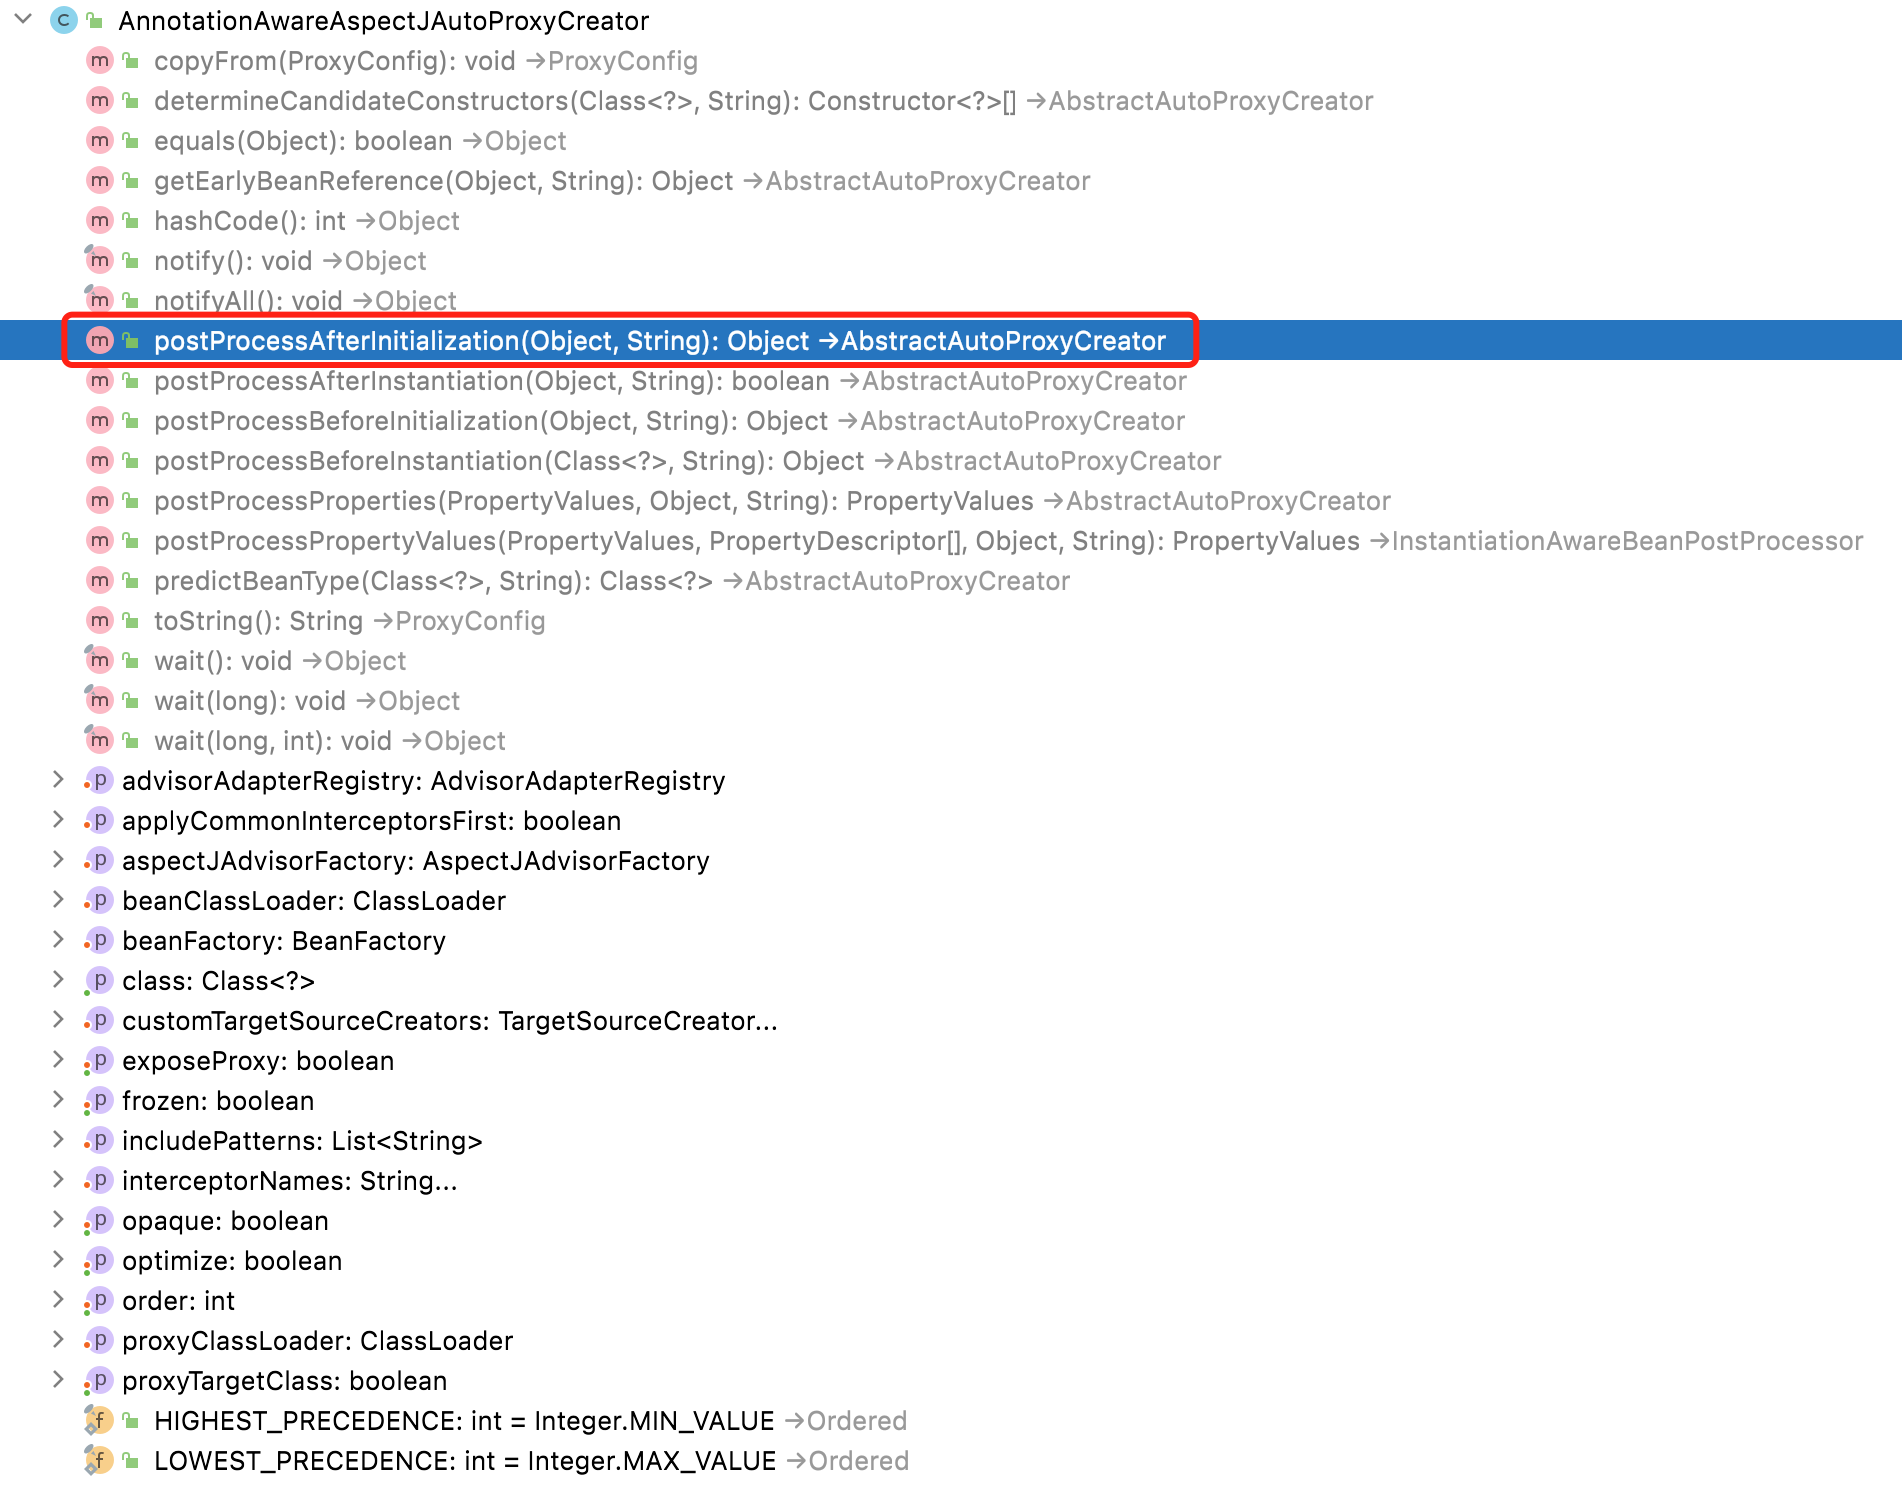 AnnotationAwareAspectJAutoProxyCreator
copyFrom(ProxyConfig): void →ProxyConfig
determineCandidateConstructors(Class<?>, String): Constructor<?>[] →AbstractAutoProxyCreator
equals(Object): boolean →Object
getEarlyBeanReference(Object, String): Object →AbstractAutoProxyCreator
hashCode(): int →Object
notify(): void →Object
notifyAll(): void →Object
postProcessAfterInitialization(Object, String): Object →AbstractAutoProxyCreator
postProcessAfterInstantiation(Object, String): boolean →AbstractAutoProxyCreator
postProcessBeforeInitialization(Object, String): Object →AbstractAutoProxyCreator
postProcessBeforeInstantiation(Class<?>, String): Object →AbstractAutoProxyCreator
postProcessProperties(PropertyValues, Object, String): PropertyValues →AbstractAutoProxyCreator
postProcessPropertyValues(PropertyValues, PropertyDescriptor[], Object, String): PropertyValues →InstantiationAwareBeanPostProcessor
predictBeanType(Class<?>, String): Class<?> →AbstractAutoProxyCreator
toString(): String →ProxyConfig
wait(): void →Object
wait(long): void →Object
wait(long, int): void →Object
advisorAdapterRegistry: AdvisorAdapterRegistry
applyCommonInterceptorsFirst: boolean
aspectJAdvisorFactory: AspectJAdvisorFactory
beanClassLoader: ClassLoader
beanFactory: BeanFactory
class: Class<?>
customTargetSourceCreators: TargetSourceCreator...
exposeProxy: boolean
frozen: boolean
includePatterns: List<String>
interceptorNames: String...
opaque: boolean
optimize: boolean
order: int
proxyClassLoader: ClassLoader
proxyTargetClass: boolean
HIGHEST_PRECEDENCE: int = Integer.MIN_VALUE →Ordered
LOWEST_PRECEDENCE: int = Integer.MAX_VALUE →Ordered